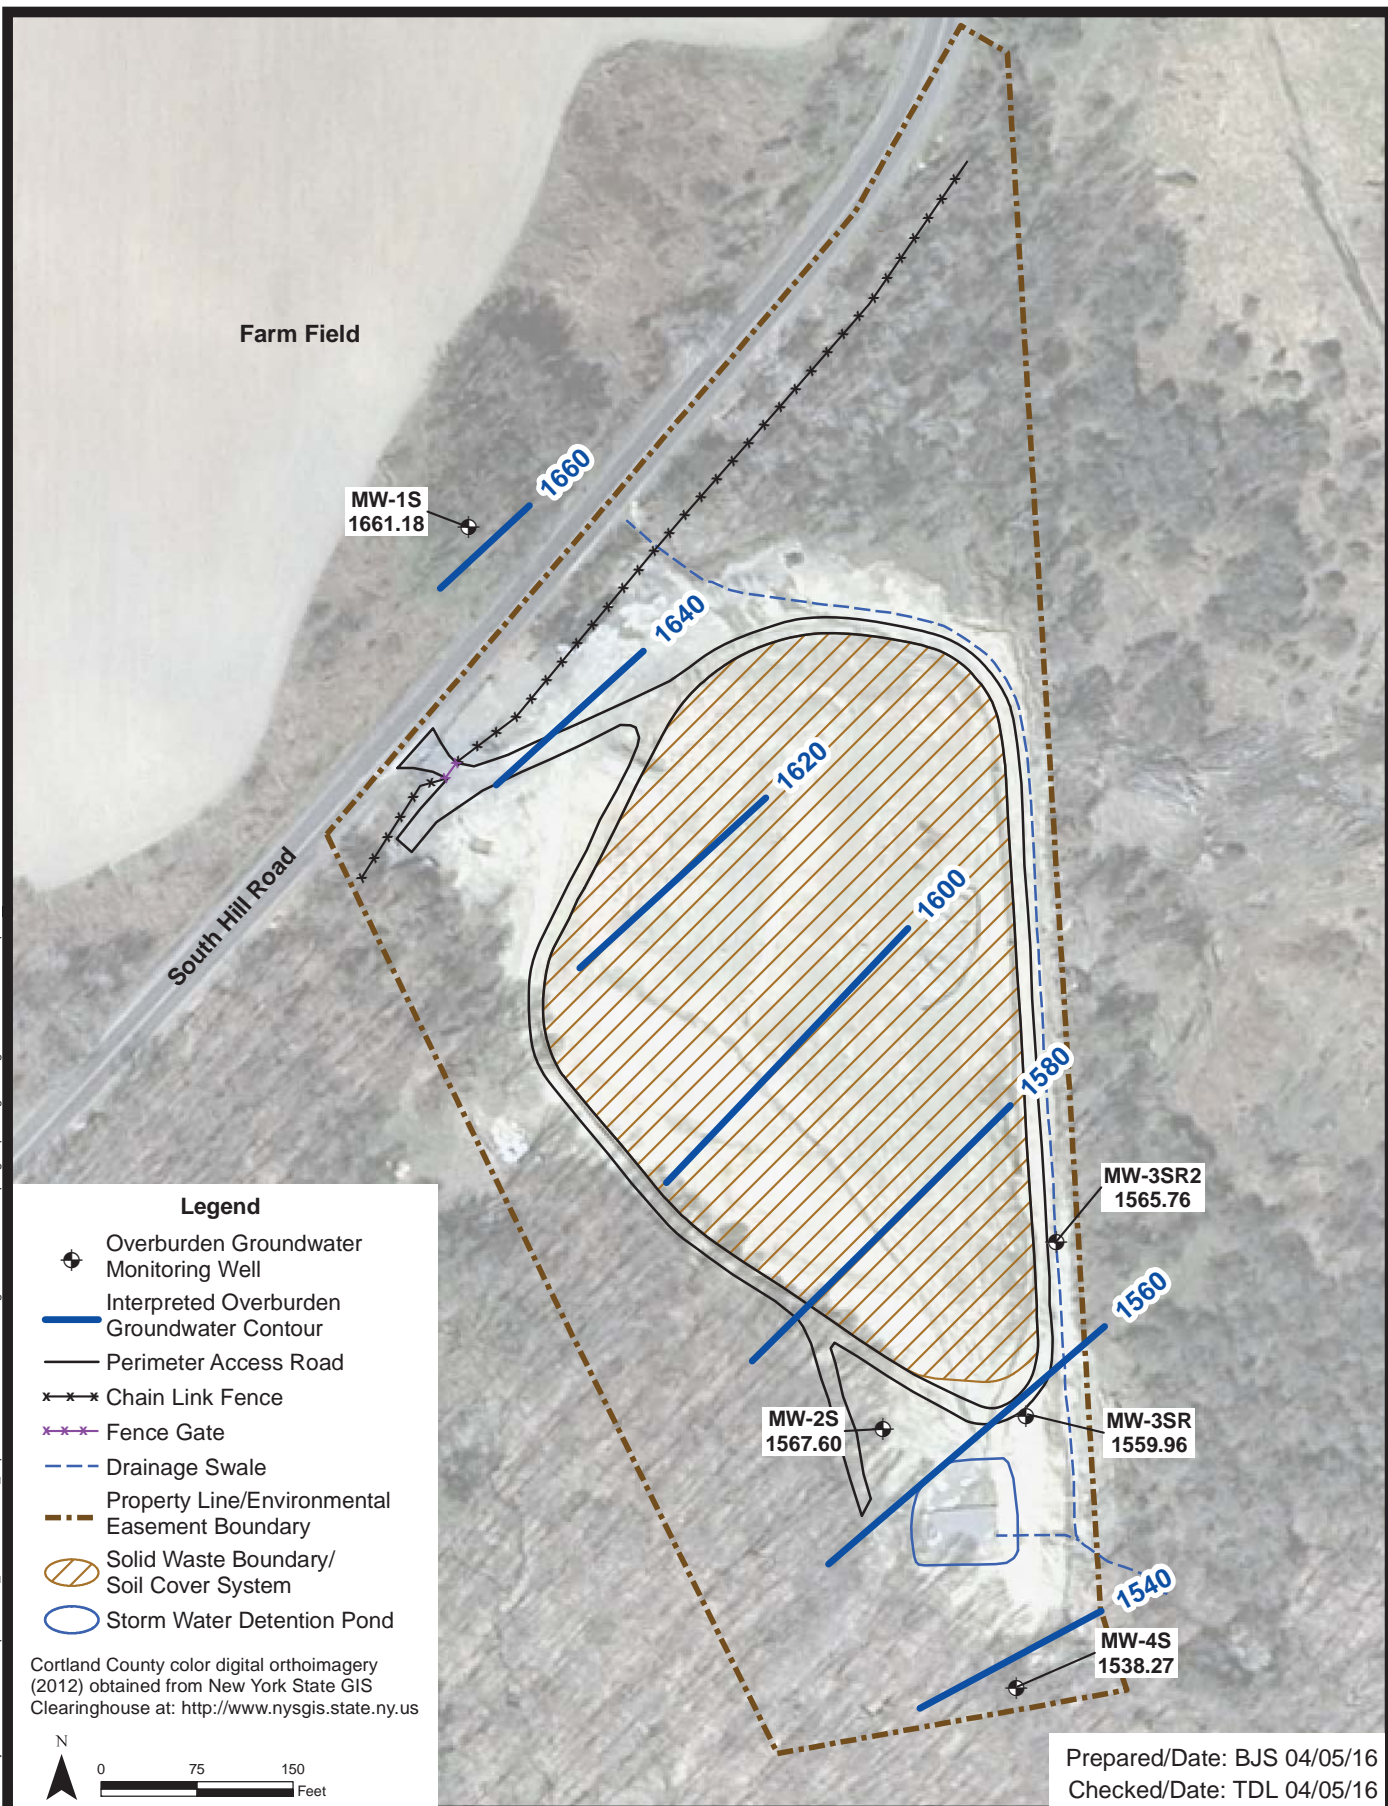 Farm Field
1660
MW-1S
1661.18
1640
1620
South Hill Road
1600
1580
MW-3SR2
1565.76
1560
MW-2S
1567.60
MW-3SR
1559.96
1540
MW-4S
1538.27
Legend
Overburden Groundwater
Monitoring Well
Interpreted Overburden
Groundwater Contour
Perimeter Access Road
Chain Link Fence
Fence Gate
Drainage Swale
Property Line/Environmental
Easement Boundary
Solid Waste Boundary/
Soil Cover System
Storm Water Detention Pond
Cortland County color digital orthoimagery
(2012) obtained from New York State GIS
Clearinghouse at: http://www.nysgis.state.ny.us
N
0 75 150
Feet
Prepared/Date: BJS 04/05/16
Checked/Date: TDL 04/05/16